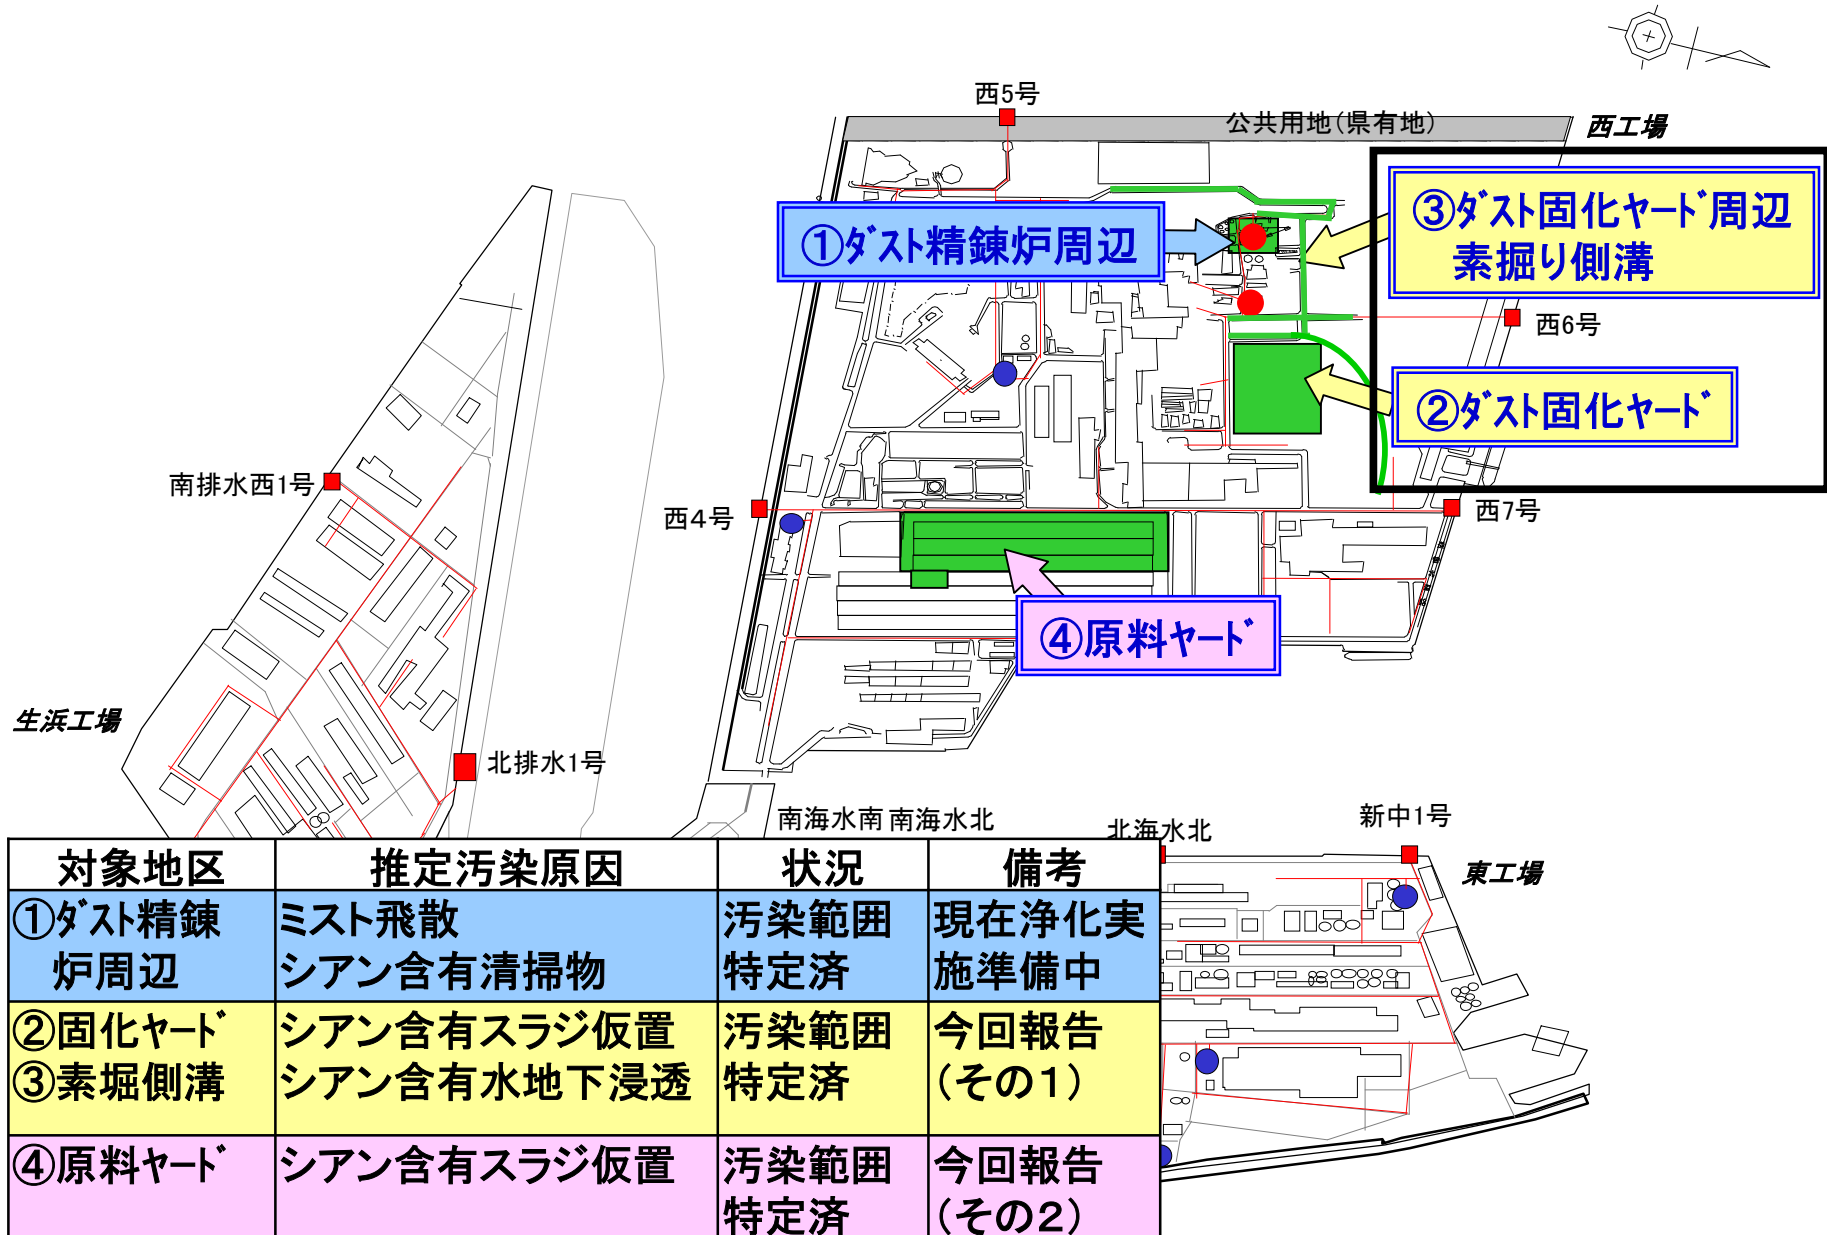 西5号
公共用地(県有地)
西工場
①ﾀﾞｽﾄ精錬炉周辺
③ﾀﾞｽﾄ固化ﾔｰﾄﾞ周辺
素掘り側溝
西6号
②ﾀﾞｽﾄ固化ﾔｰﾄﾞ
南排水西1号
西４号
西7号
④原料ﾔｰﾄﾞ
生浜工場
北排水1号
南海水南
南海水北
北海水北
新中1号
東工場
対象地区 推定汚染原因 状況 備考
①ﾀﾞｽﾄ精錬 ミスト飛散 汚染範囲 現在浄化実
炉周辺 シアン含有清掃物 特定済 施準備中
②固化ﾔｰﾄﾞ シアン含有スラジ仮置 汚染範囲 今回報告
③素堀側溝 シアン含有水地下浸透 特定済 (その１)
④原料ﾔｰﾄﾞ シアン含有スラジ仮置 汚染範囲 今回報告
特定済 (その２)